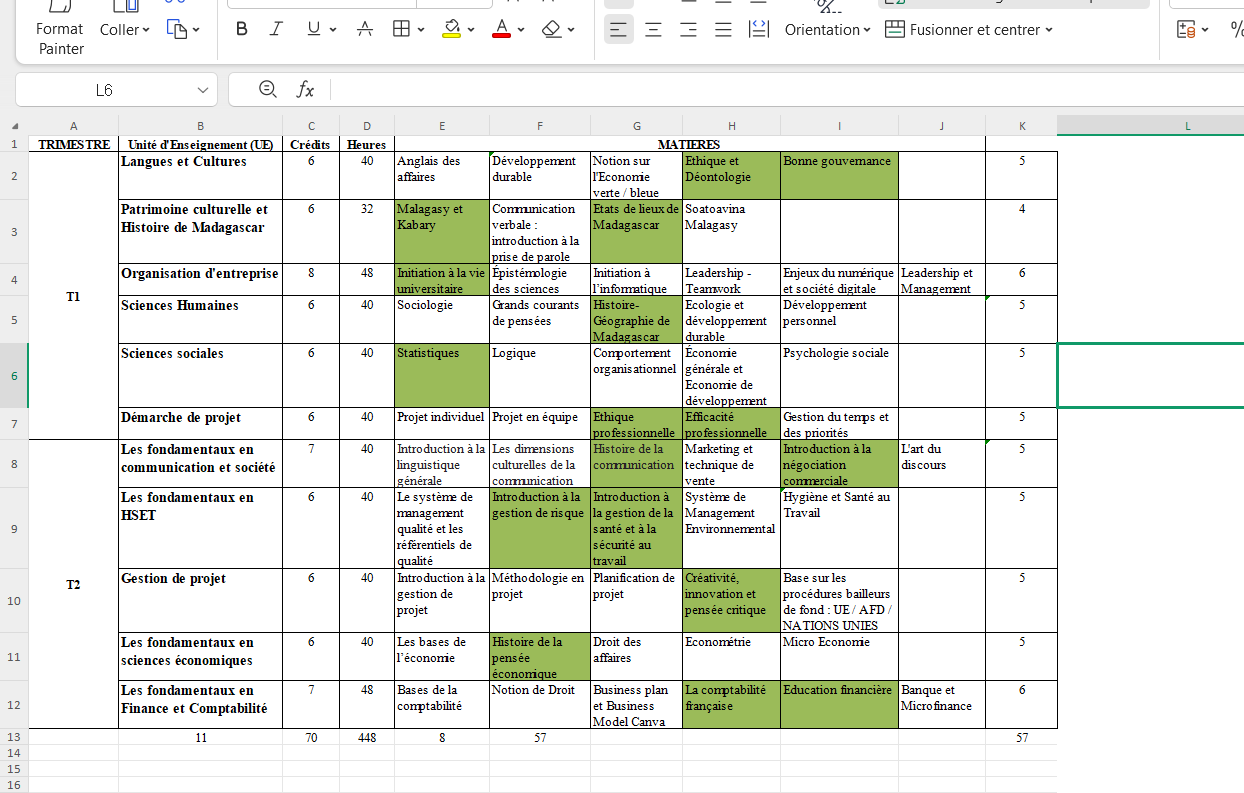 Format
Painter
Coller
B I U A
Orientation
Fusionner et centrer
%
L6
fx
A B C D E F G H I J K L
1 TRIMESTRE Unité d'Enseignement (UE) Crédits Heures MATIERES
T1
2 Langues et Cultures 6 40 Anglais des affaires Développement durable Notion sur l'Economie verte / bleue Ethique et Déontologie Bonne gouvernance 5
3 Patrimoine culturelle et Histoire de Madagascar 6 32 Malagasy et Kabary Communication verbale : introduction à la prise de parole Etats de lieux de Madagascar Soatoavina Malagasy 4
4 Organisation d'entreprise 8 48 Initiation à la vie universitaire Épistémologie des sciences Initiation à l’informatique Leadership - Teamwork Enjeux du numérique et société digitale Leadership et Management 6
5 Sciences Humaines 6 40 Sociologie Grands courants de pensées Histoire-Géographie de Madagascar Ecologie et développement durable Développement personnel 5
6 Sciences sociales 6 40 Statistiques Logique Comportement organisationnel Économie générale et Economie de développement Psychologie sociale 5
7 Démarche de projet 6 40 Projet individuel Projet en équipe Ethique professionnelle Efficacité professionnelle Gestion du temps et des priorités 5
T2
8 Les fondamentaux en communication et société 7 40 Introduction à la linguistique générale Les dimensions culturelles de la communication Histoire de la communication Marketing et technique de vente Introduction à la négociation commerciale L'art du discours 5
9 Les fondamentaux en HSET 6 40 Le système de management qualité et les référentiels de qualité Introduction à la gestion de risque Introduction à la gestion de la santé et à la sécurité au travail Système de Management Environnemental Hygiène et Santé au Travail 5
10 Gestion de projet 6 40 Introduction à la gestion de projet Méthodologie en projet Planification de projet Créativité, innovation et pensée critique Base sur les procédures bailleurs de fond : UE / AFD / NATIONS UNIES 5
11 Les fondamentaux en sciences économiques 6 40 Les bases de l’économie Histoire de la pensée économique Droit des affaires Econométrie Micro Economie 5
12 Les fondamentaux en Finance et Comptabilité 7 48 Bases de la comptabilité Notion de Droit Business plan et Business Model Canva La comptabilité française Education financière Banque et Microfinance 6
13 11 70 448 8 57 57
14
15
16